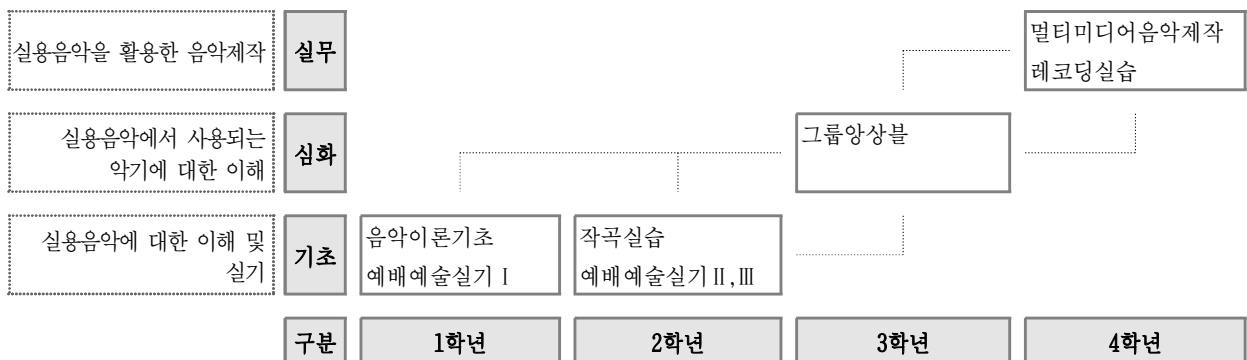 실용음악을 활용한 음악제작
실무
멀티미디어음악제작
레코딩실습
실용음악에서 사용되는
악기에 대한 이해
심화
그룹앙상블
실용음악에 대한 이해 및
실기
기초
음악이론기초
예배예술실기Ⅰ
작곡실습
예배예술실기Ⅱ,Ⅲ
구분
1학년
2학년
3학년
4학년